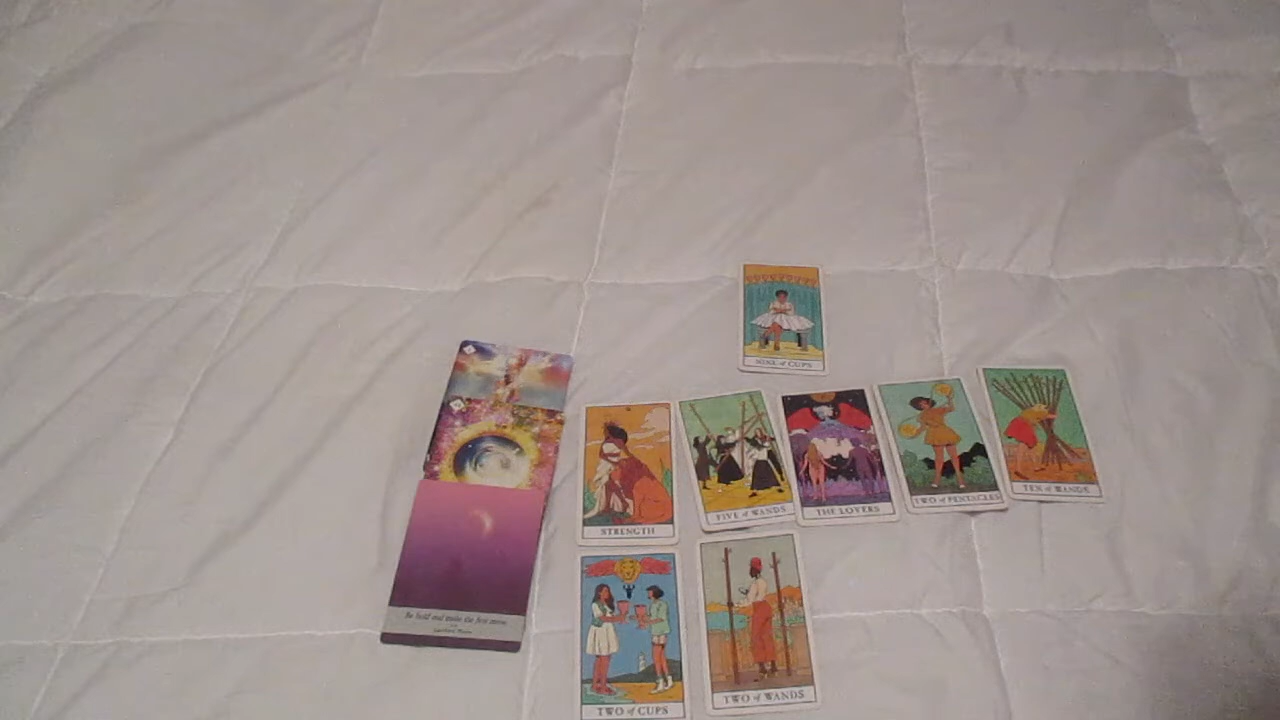 NINE of CUPS
STRENGTH
FIVE of WANDS
THE LOVERS
TWO of PENTACLES
TEN of WANDS
Be bold and make the first move
TWO of CUPS
TWO of WANDS